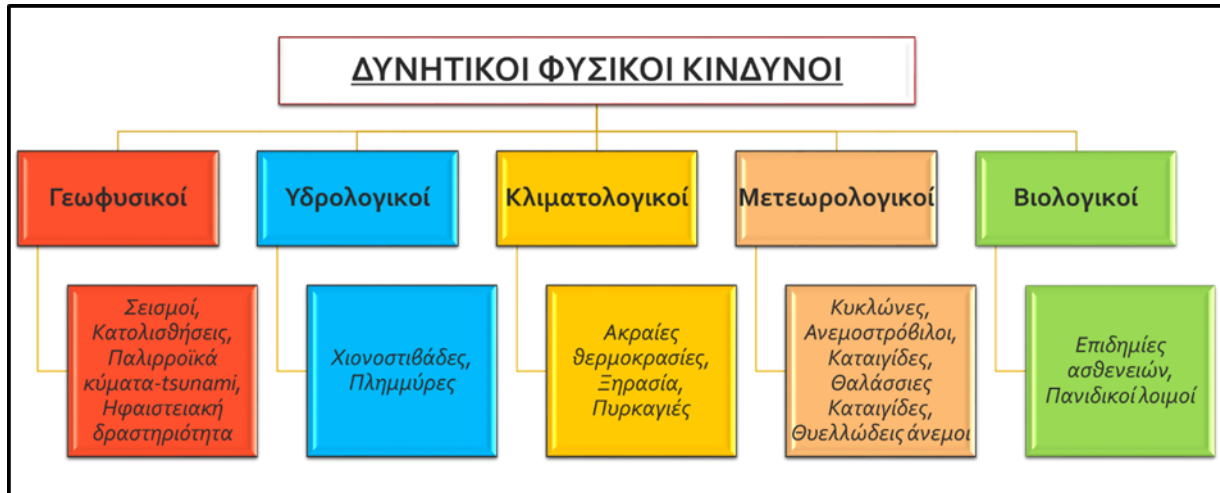 ΔΥΝΗΤΙΚΟΙ ΦΥΣΙΚΟΙ ΚΙΝΔΥΝΟΙ
Γεωφυσικοί
Υδρολογικοί
Κλιματολογικοί
Μετεωρολογικοί
Βιολογικοί
Σεισμοί,
Κατολισθήσεις,
Παλιρροϊκά
κύματα-tsunami,
Ηφαιστειακή
δραστηριότητα
Χιονοστιβάδες,
Πλημμύρες
Ακραίες
θερμοκρασίες,
Ξηρασία,
Πυρκαγιές
Κυκλώνες,
Ανεμοστρόβιλοι,
Καταιγίδες,
Θαλάσσιες
Καταιγίδες,
Θυελλώδεις άνεμοι
Επιδημίες
ασθενειών,
Πανιδικοί λοιμοί